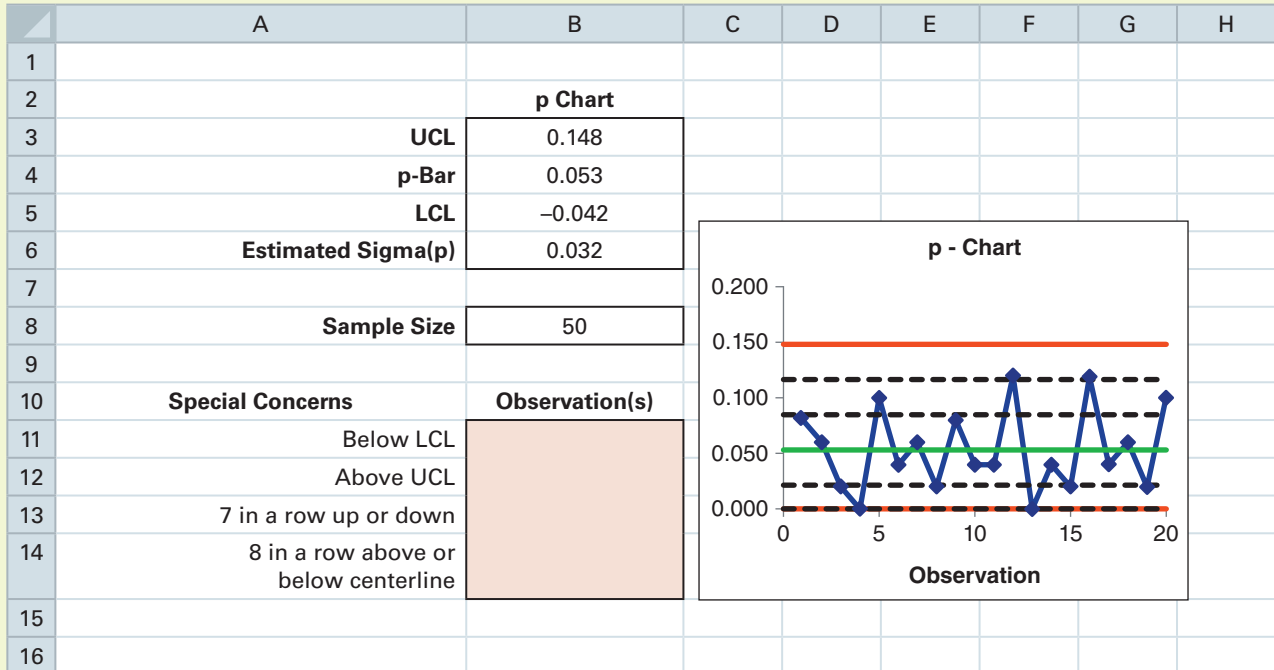 A B C D E F G H
1
2 p Chart
3 UCL 0.148
4 p-Bar 0.053
5 LCL –0.042
6 Estimated Sigma(p) 0.032
7
8 Sample Size 50
9
10 Special Concerns Observation(s)
11 Below LCL
12 Above UCL
13 7 in a row up or down
14 8 in a row above or
below centerline
15
16
p - Chart
0.200
0.150
0.100
0.050
0.000
0 5 10 15 20
Observation